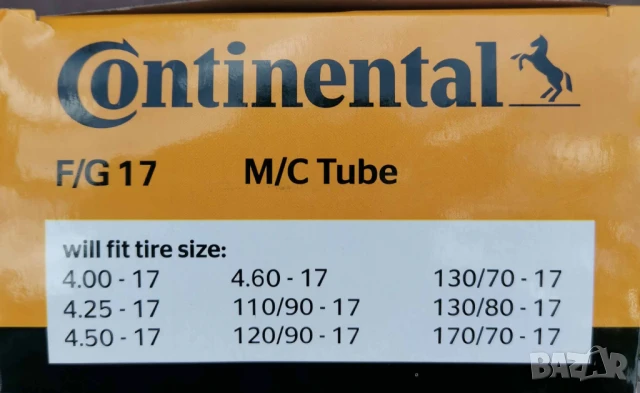 Continental
F/G 17 M/C Tube
will fit tire size:
4.00 - 17 4.60 - 17 130/70 - 17
4.25 - 17 110/90 - 17 130/80 - 17
4.50 - 17 120/90 - 17 170/70 - 17
BAZAR